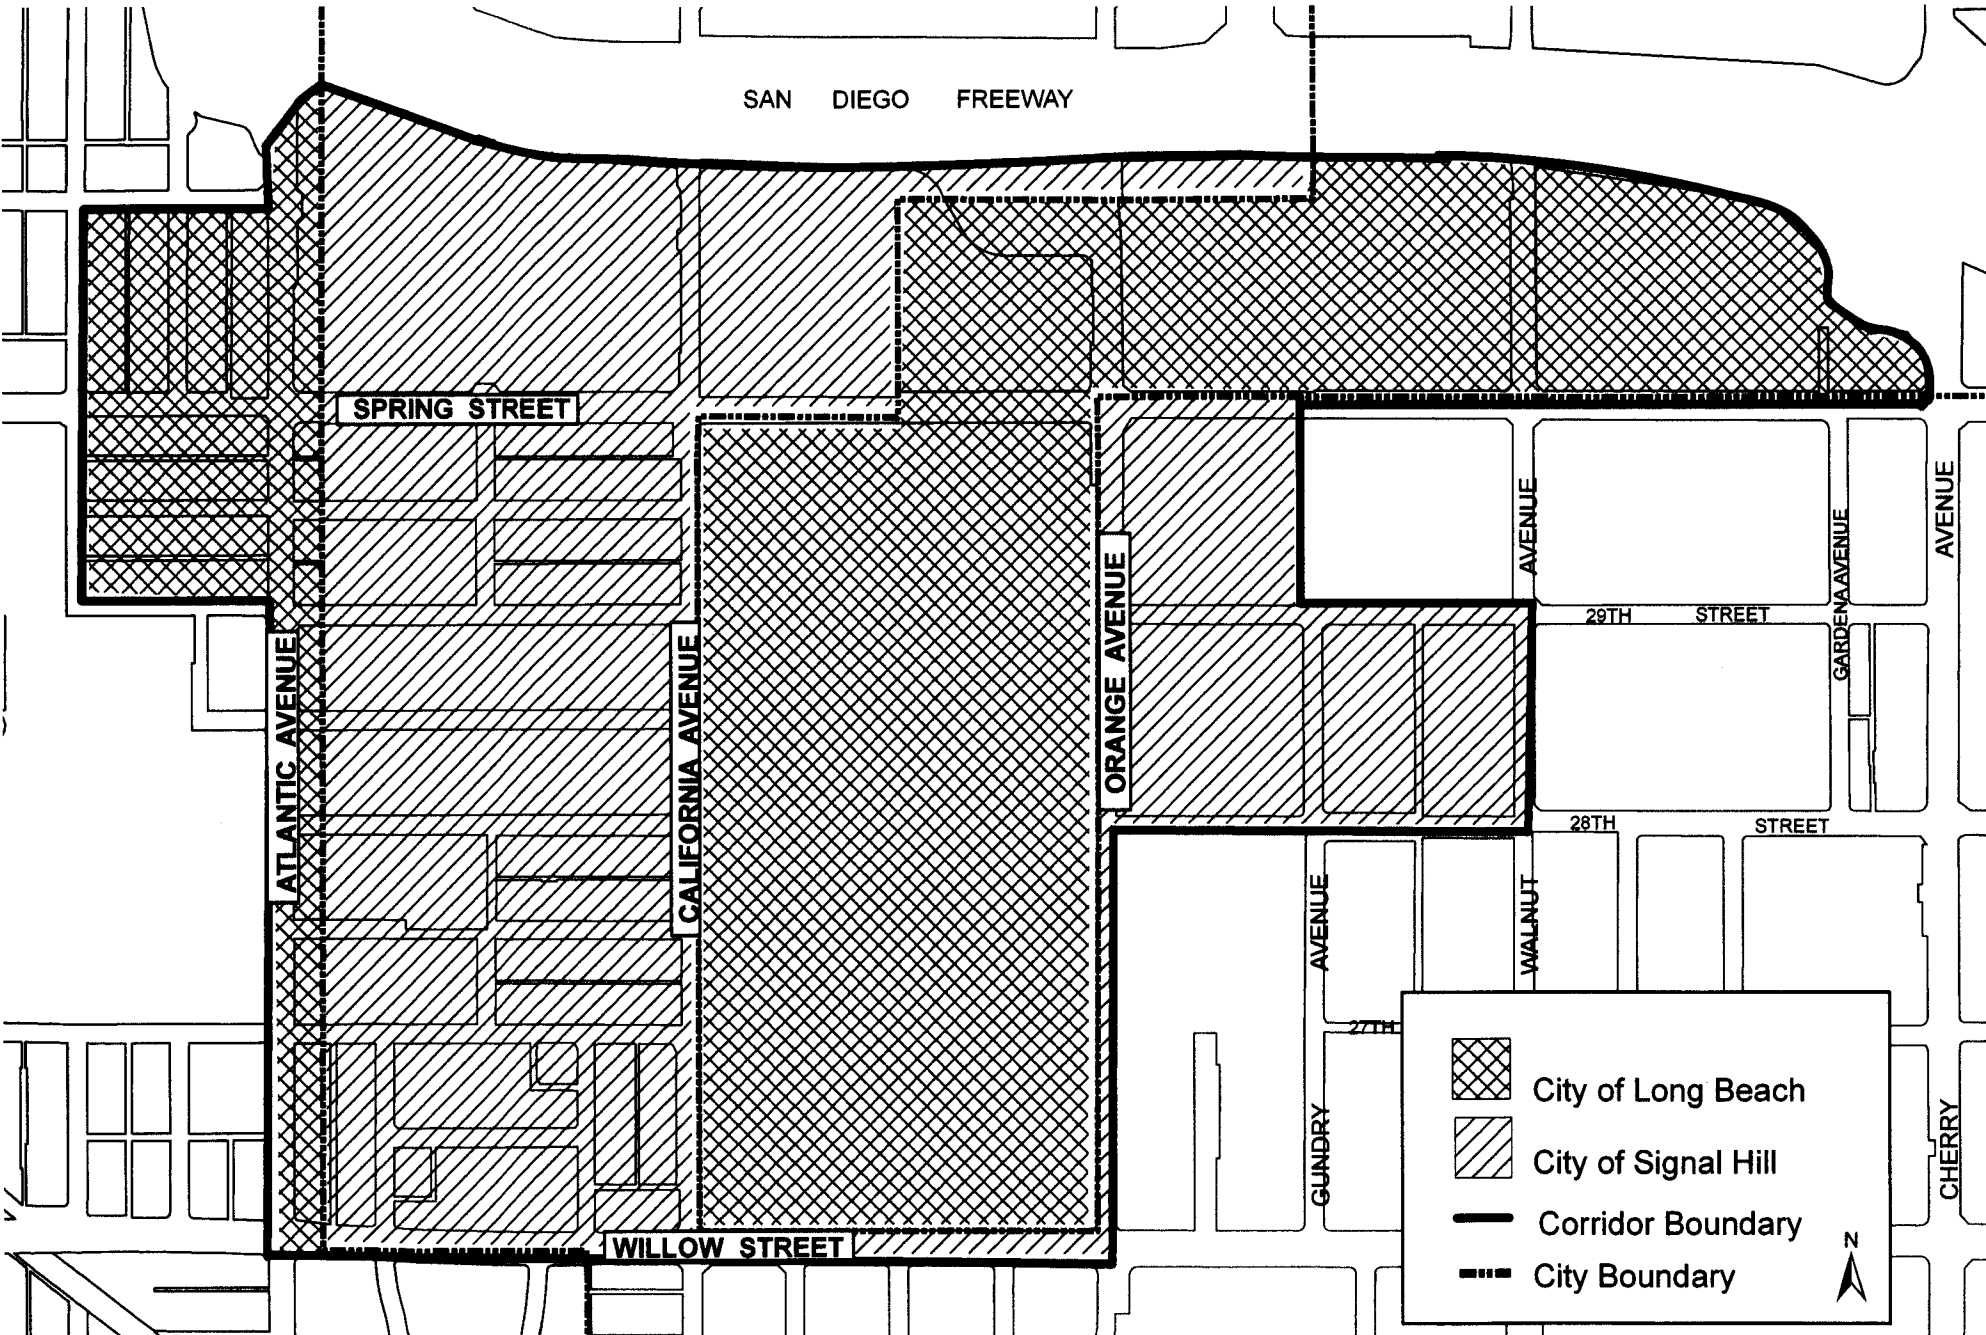 SAN DIEGO FREEWAY
SPRING STREET
ATLANTIC AVENUE
CALIFORNIA AVENUE
ORANGE AVENUE
WILLOW STREET
AVENUE
GARDENA AVENUE
AVENUE
29TH STREET
28TH STREET
AVENUE
WALNUT
27TH
GUNDRY
CHERRY
City of Long Beach
City of Signal Hill
Corridor Boundary
City Boundary
N